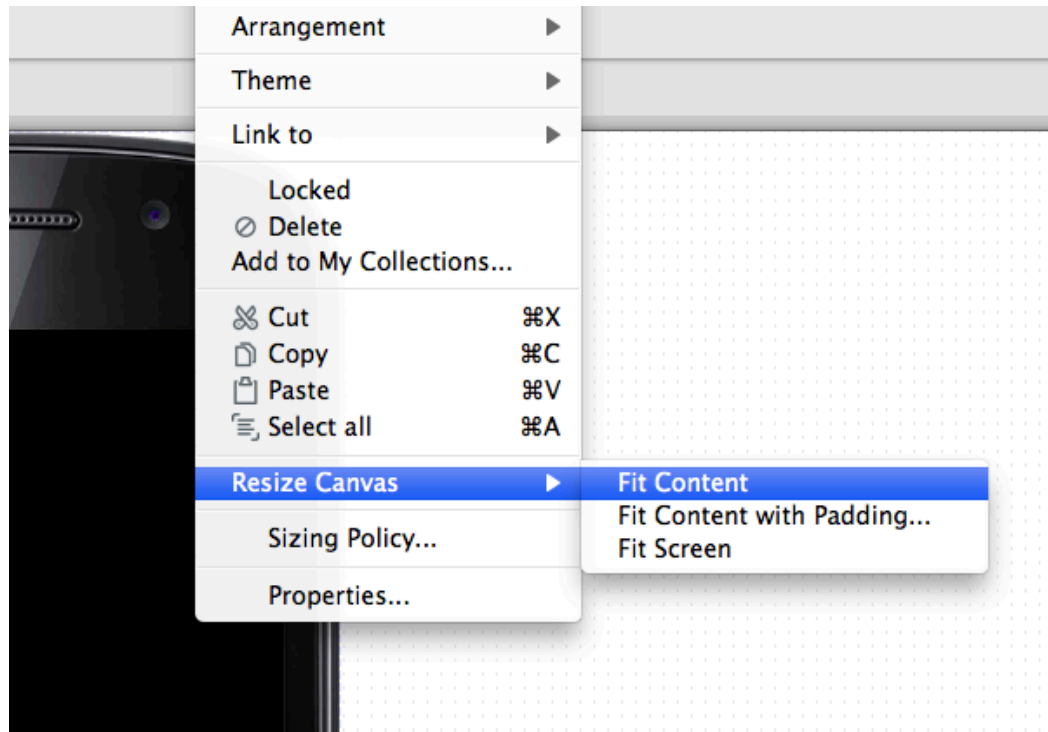 Arrangement
Theme
Link to
Locked
Delete
Add to My Collections...
Cut ⌘X
Copy ⌘C
Paste ⌘V
Select all ⌘A
Resize Canvas
Sizing Policy...
Properties...
Fit Content
Fit Content with Padding...
Fit Screen